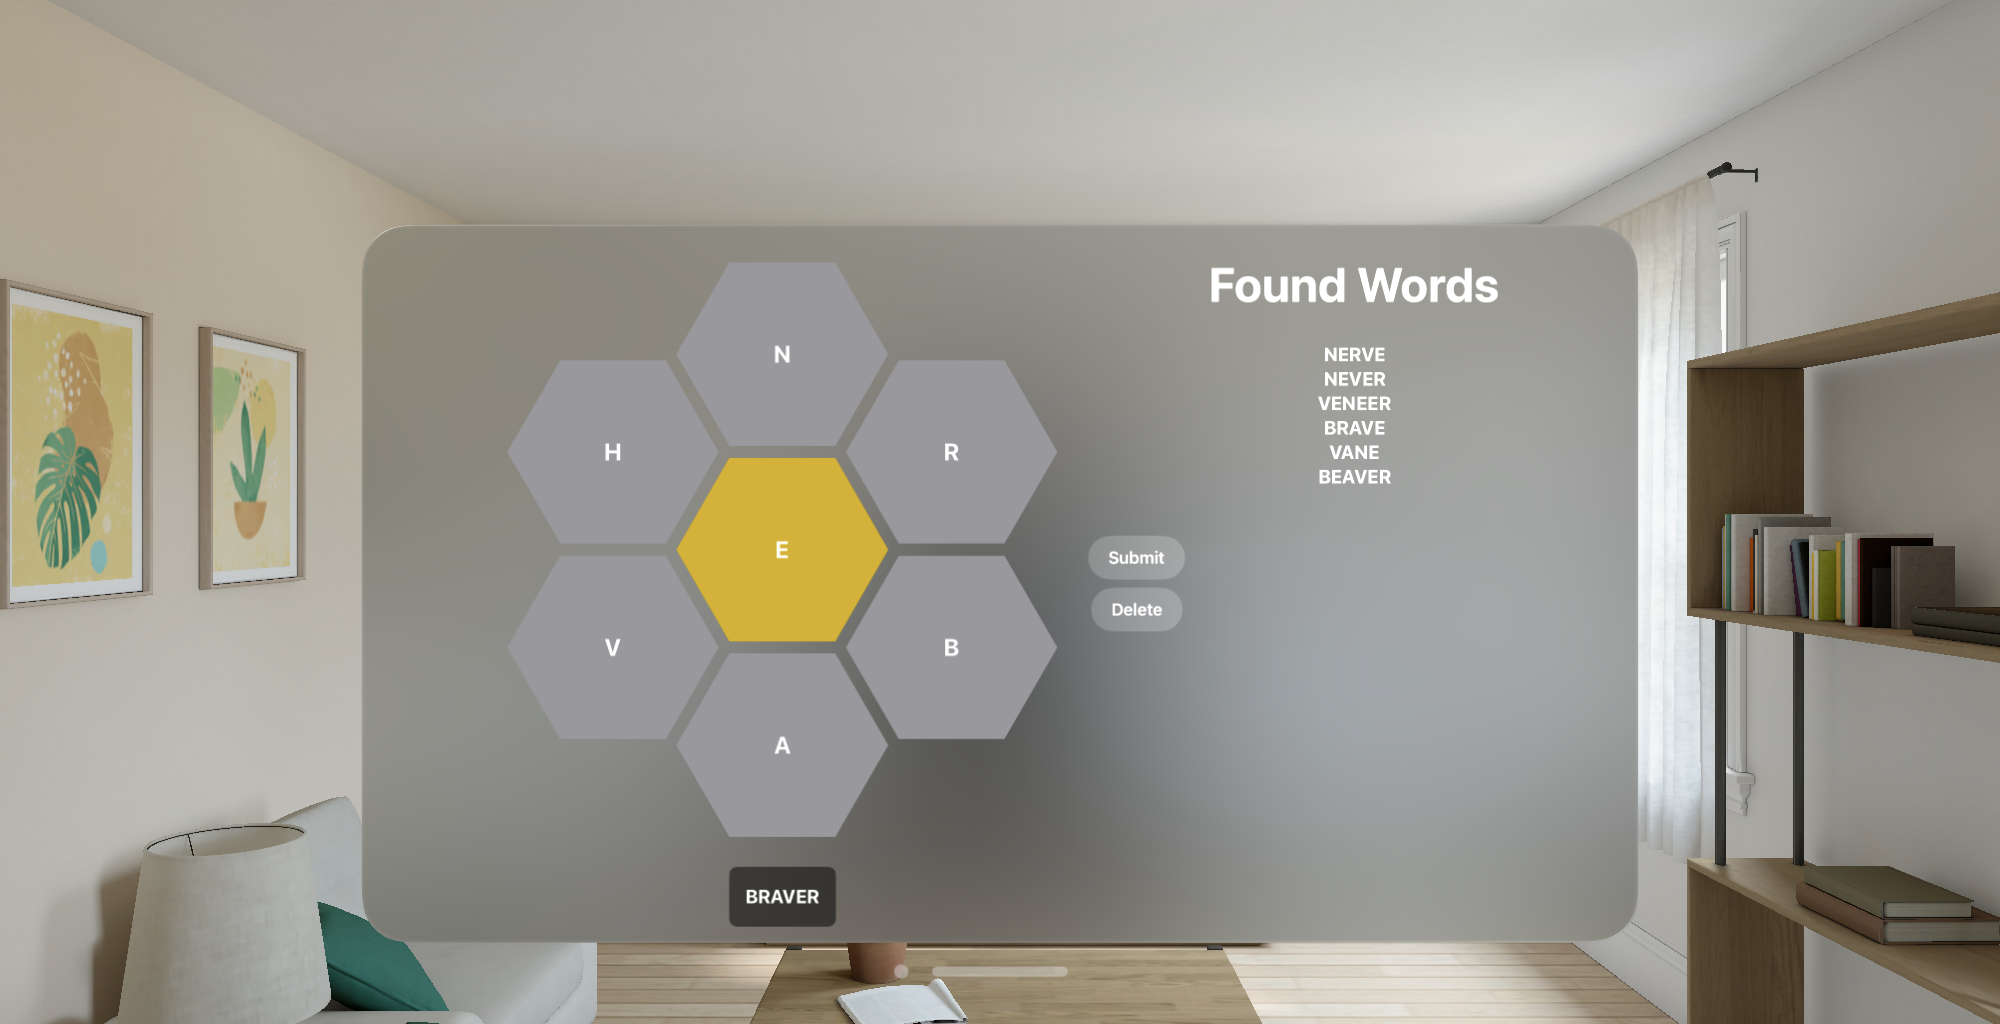 N
H
R
E
V
B
A
BRAVER
Submit
Delete
Found Words
NERVE
NEVER
VENEER
BRAVE
VANE
BEAVER